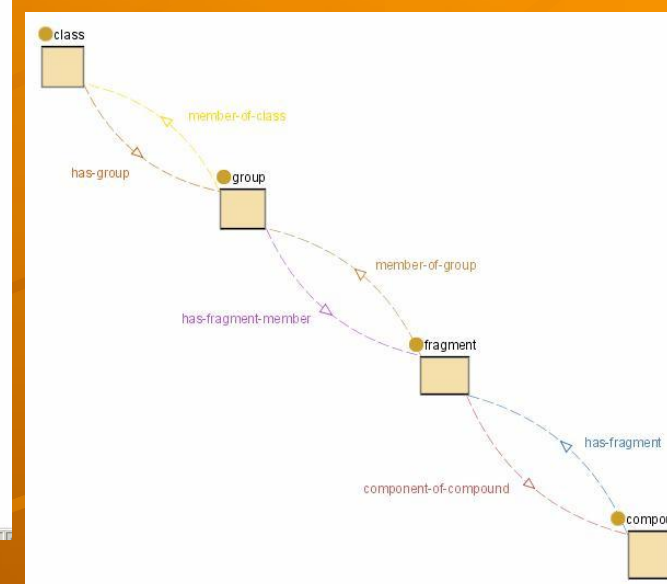 class
member-of-class
has-group
group
member-of-group
has-fragment-member
fragment
has-fragment
component-of-compound